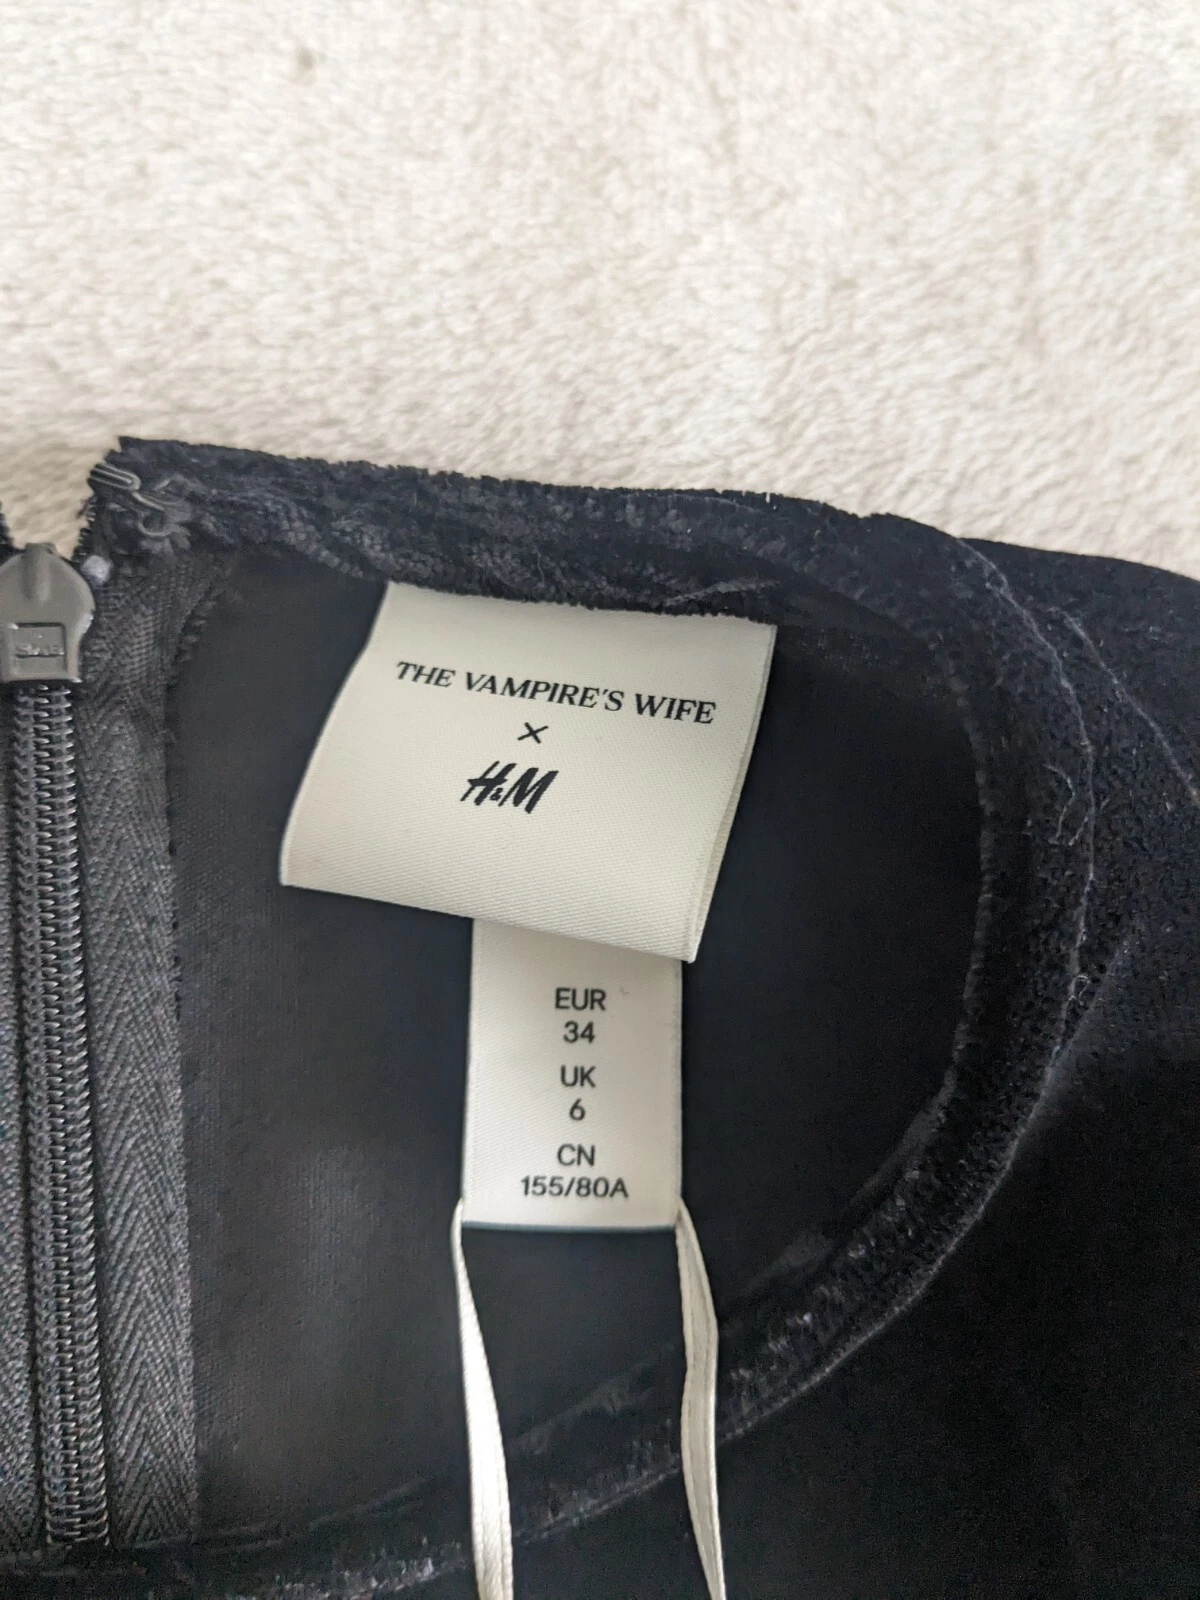 THE VAMPIRE'S WIFE
×
H&M
EUR
34
UK
6
CN
155/80A